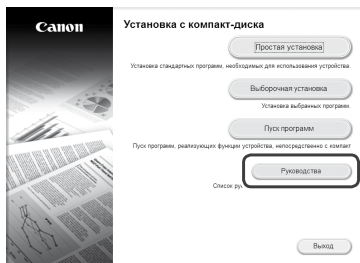 Canon
Установка с компакт-диска
Простая установка
Установка стандартных программ, необходимых для использования устройства.
Выборочная установка
Установка выбранных программ.
Пуск программ
Пуск программ, реализующих функции устройства, непосредственно с компакт
Руководства
Список
Выход